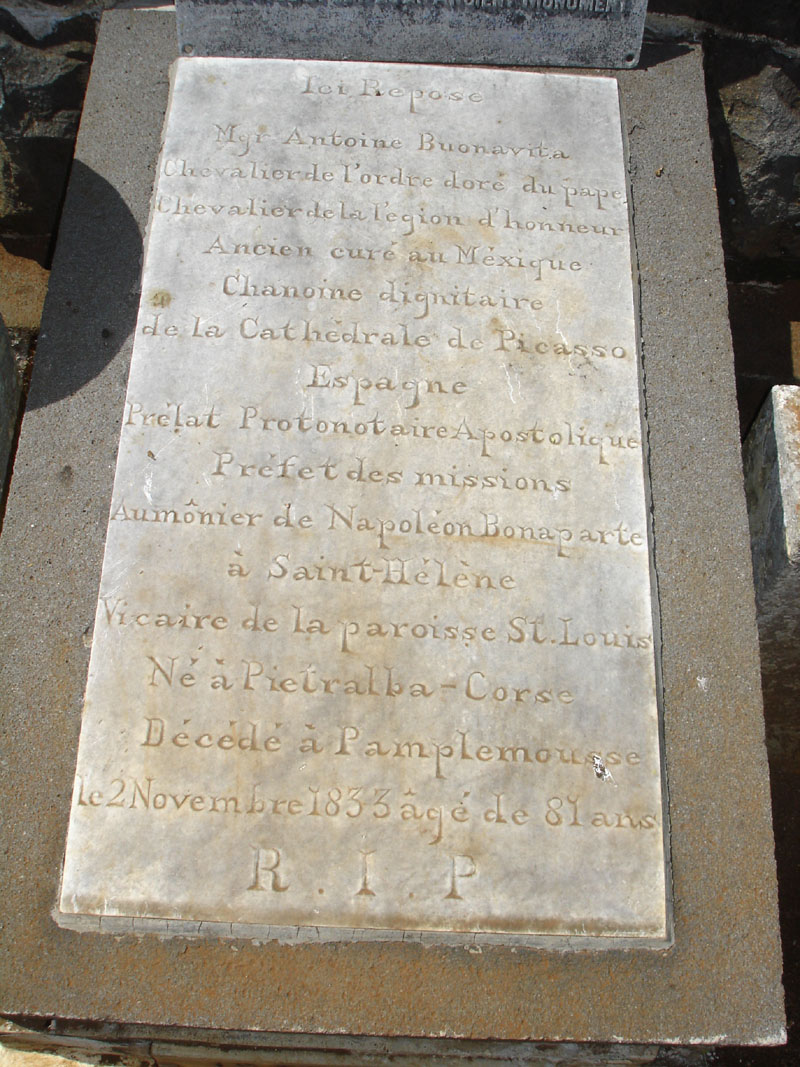 ANCIENT MONUMENT
Ici Repose
Mgr Antoine Buonavita
Chevalier de l'ordre doré du pape
Chevalier de la légion d'honneur
Ancien curé au Méxique
Chanoine dignitaire
de la Cathédrale de Picasso
Espagne
Prélat Protonotaire Apostolique
Préfet des missions
Aumônier de Napoléon Bonaparte
à Saint-Hélène
Vicaire de la paroisse St. Louis
Né à Pietralba-Corse
Décédé à Pamplemousse
le 2 Novembre 1833 âgé de 81 ans
R.I.P